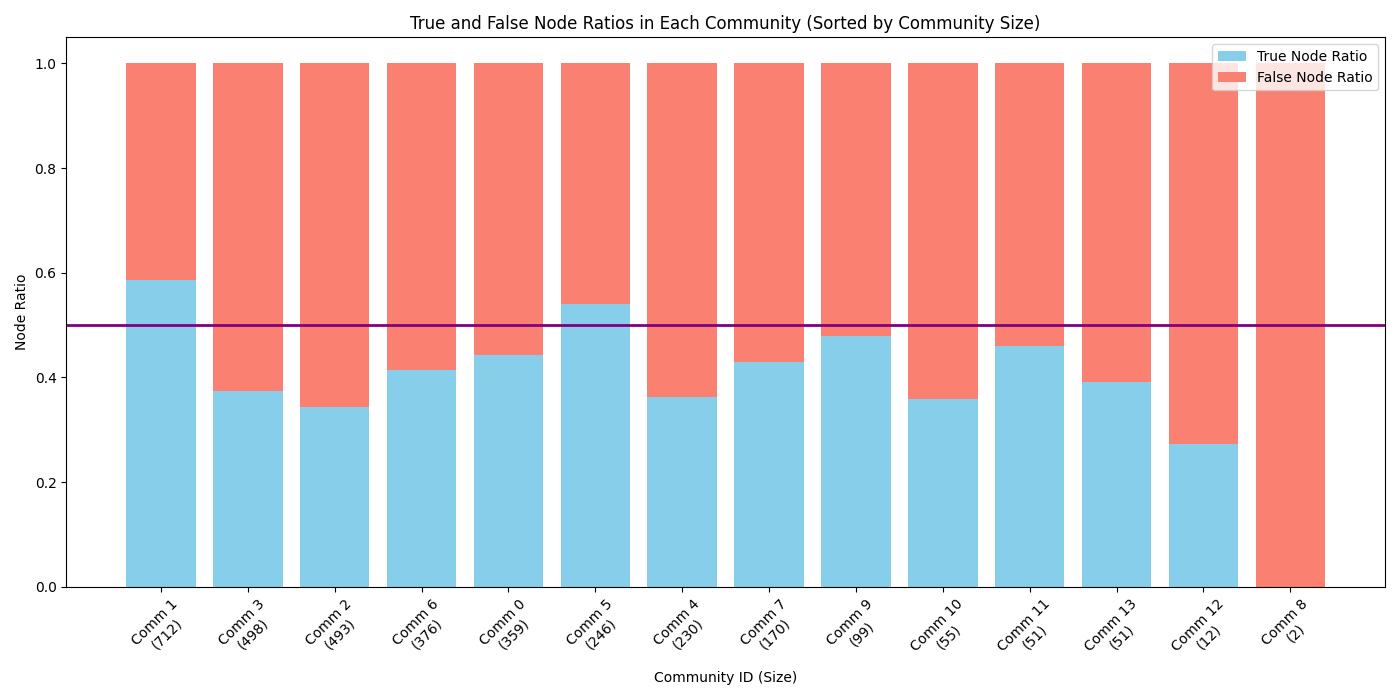 True and False Node Ratios in Each Community (Sorted by Community Size)
True Node Ratio
False Node Ratio
Node Ratio
1.0
0.8
0.6
0.4
0.2
0.0
Comm 1
(712)
Comm 3
(498)
Comm 2
(493)
Comm 6
(376)
Comm 0
(359)
Comm 5
(246)
Comm 4
(230)
Comm 7
(170)
Comm 9
(99)
Comm 10
(55)
Comm 11
(51)
Comm 13
(51)
Comm 12
(12)
Comm 8
(2)
Community ID (Size)